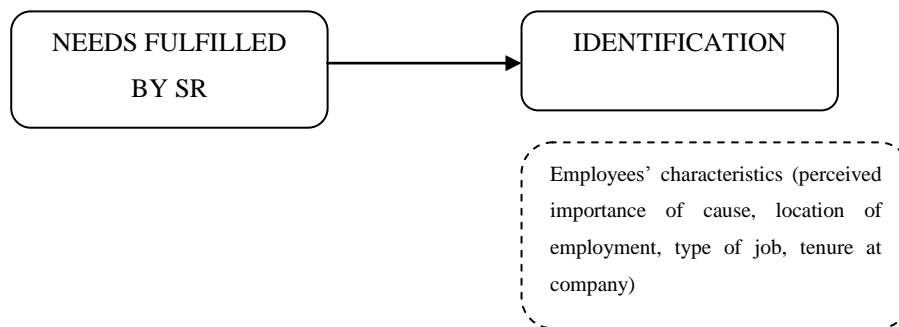 NEEDS FULFILLED
BY SR
IDENTIFICATION
Employees’ characteristics (perceived
importance of cause, location of
employment, type of job, tenure at
company)